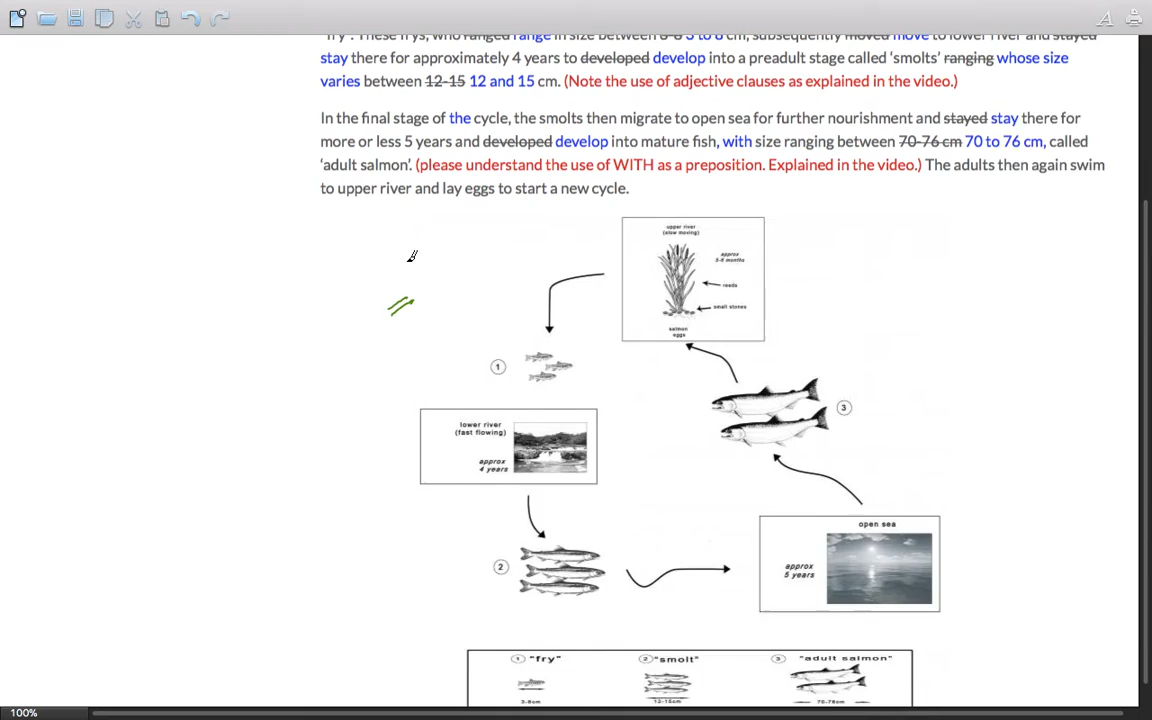 'fry'. These frys, who ranged range in size between 3-8 3 to 8 cm, subsequently moved move to lower river and stayed
stay there for approximately 4 years to developed develop into a preadult stage called 'smolts' ranging whose size
varies between 12-15 12 and 15 cm. (Note the use of adjective clauses as explained in the video.)
In the final stage of the cycle, the smolts then migrate to open sea for further nourishment and stayed stay there for
more or less 5 years and developed develop into mature fish, with size ranging between 70-76 cm 70 to 76 cm, called
'adult salmon'. (please understand the use of WITH as a preposition. Explained in the video.) The adults then again swim
to upper river and lay eggs to start a new cycle.
upper river
(slow moving)
approx
5-6 months
reeds
small stones
salmon
eggs
1
3
lower river
(fast flowing)
approx
4 years
open sea
approx
5 years
2
1 "fry"
2 "smolt"
3 "adult salmon"
3-8cm
12-15cm
70-76cm
100%